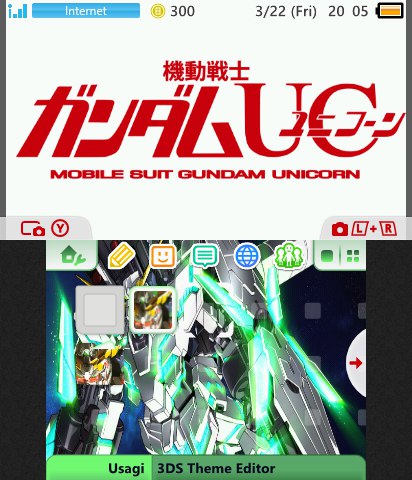 Internet 300 3/22 (Fri) 20 05
機動戦士
ガンダムUC
ユニコーン
MOBILE SUIT GUNDAM UNICORN
Y L+R
Usagi 3DS Theme Editor